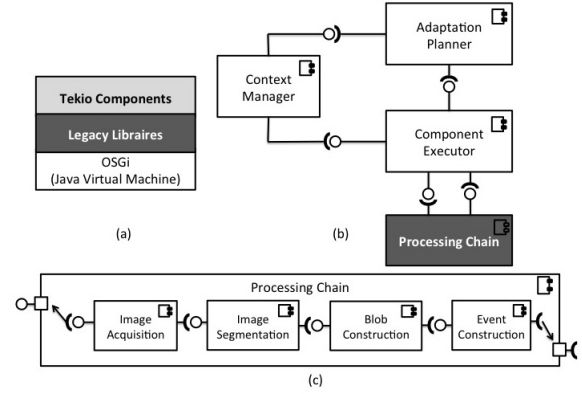 Tekio Components
Legacy Libraires
OSGi
(Java Virtual Machine)
(a)
Adaptation
Planner
Context
Manager
Component
Executor
Processing Chain
(b)
Processing Chain
Image
Acquisition
Image
Segmentation
Blob
Construction
Event
Construction
(c)